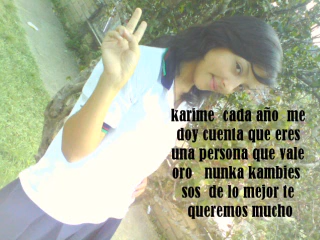 karime cada año me
doy cuenta que eres
una persona que vale
oro nunka kambies
sos de lo mejor te
queremos mucho